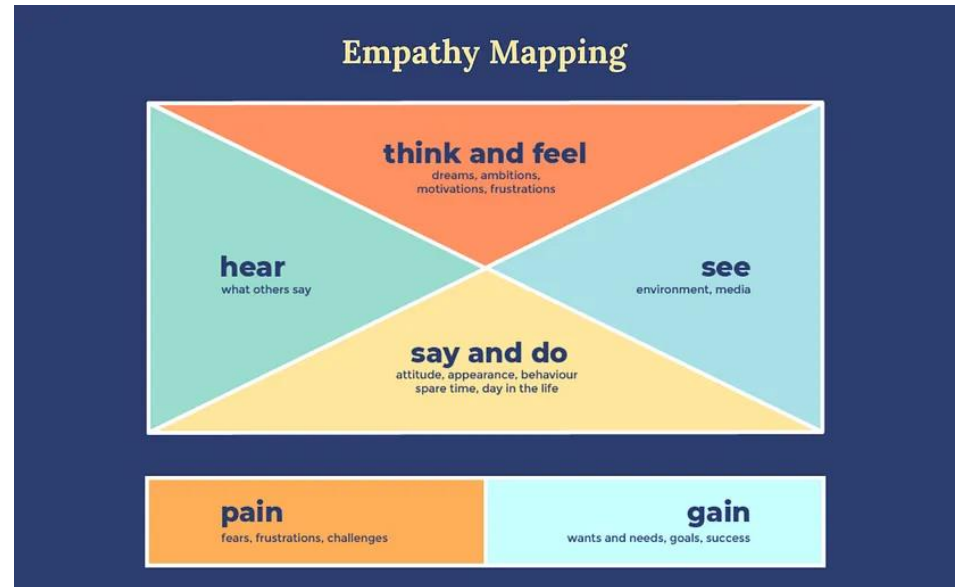 Empathy Mapping
think and feel
dreams, ambitions,
motivations, frustrations
hear
what others say
see
environment, media
say and do
attitude, appearance, behaviour
spare time, day in the life
pain
fears, frustrations, challenges
gain
wants and needs, goals, success